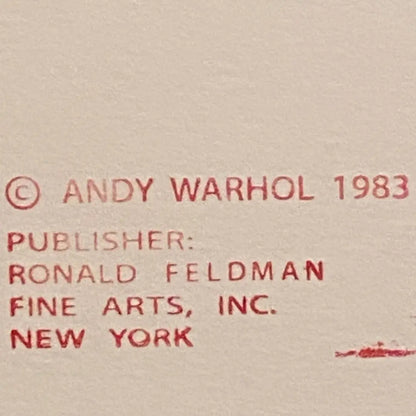 © ANDY WARHOL 1983
PUBLISHER:
RONALD FELDMAN
FINE ARTS, INC.
NEW YORK